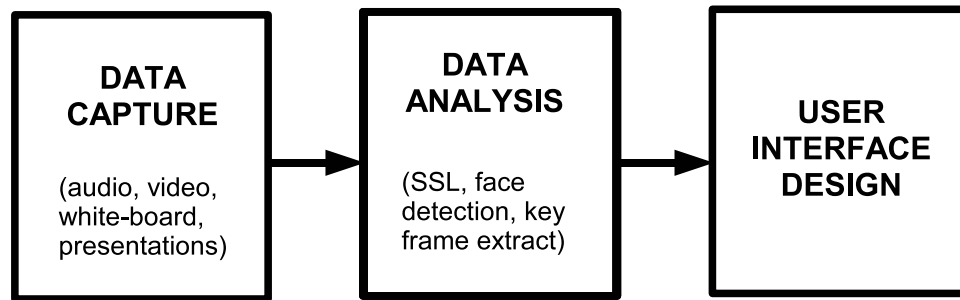 DATA
CAPTURE
(audio, video,
white-board,
presentations)
DATA
ANALYSIS
(SSL, face
detection, key
frame extract)
USER
INTERFACE
DESIGN